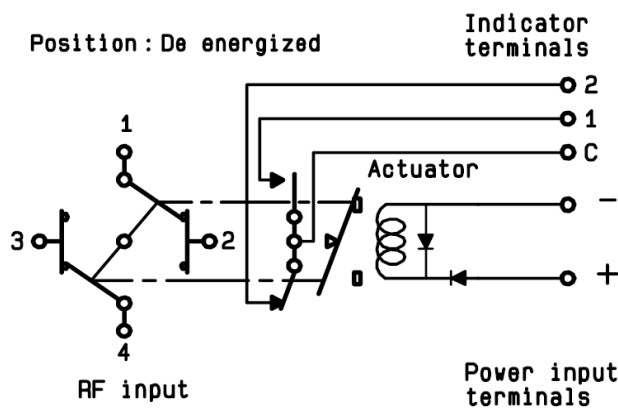 Position : De energized
Indicator
terminals
2
1
C
1
Actuator
3
2
-
+
4
RF input
Power input
terminals